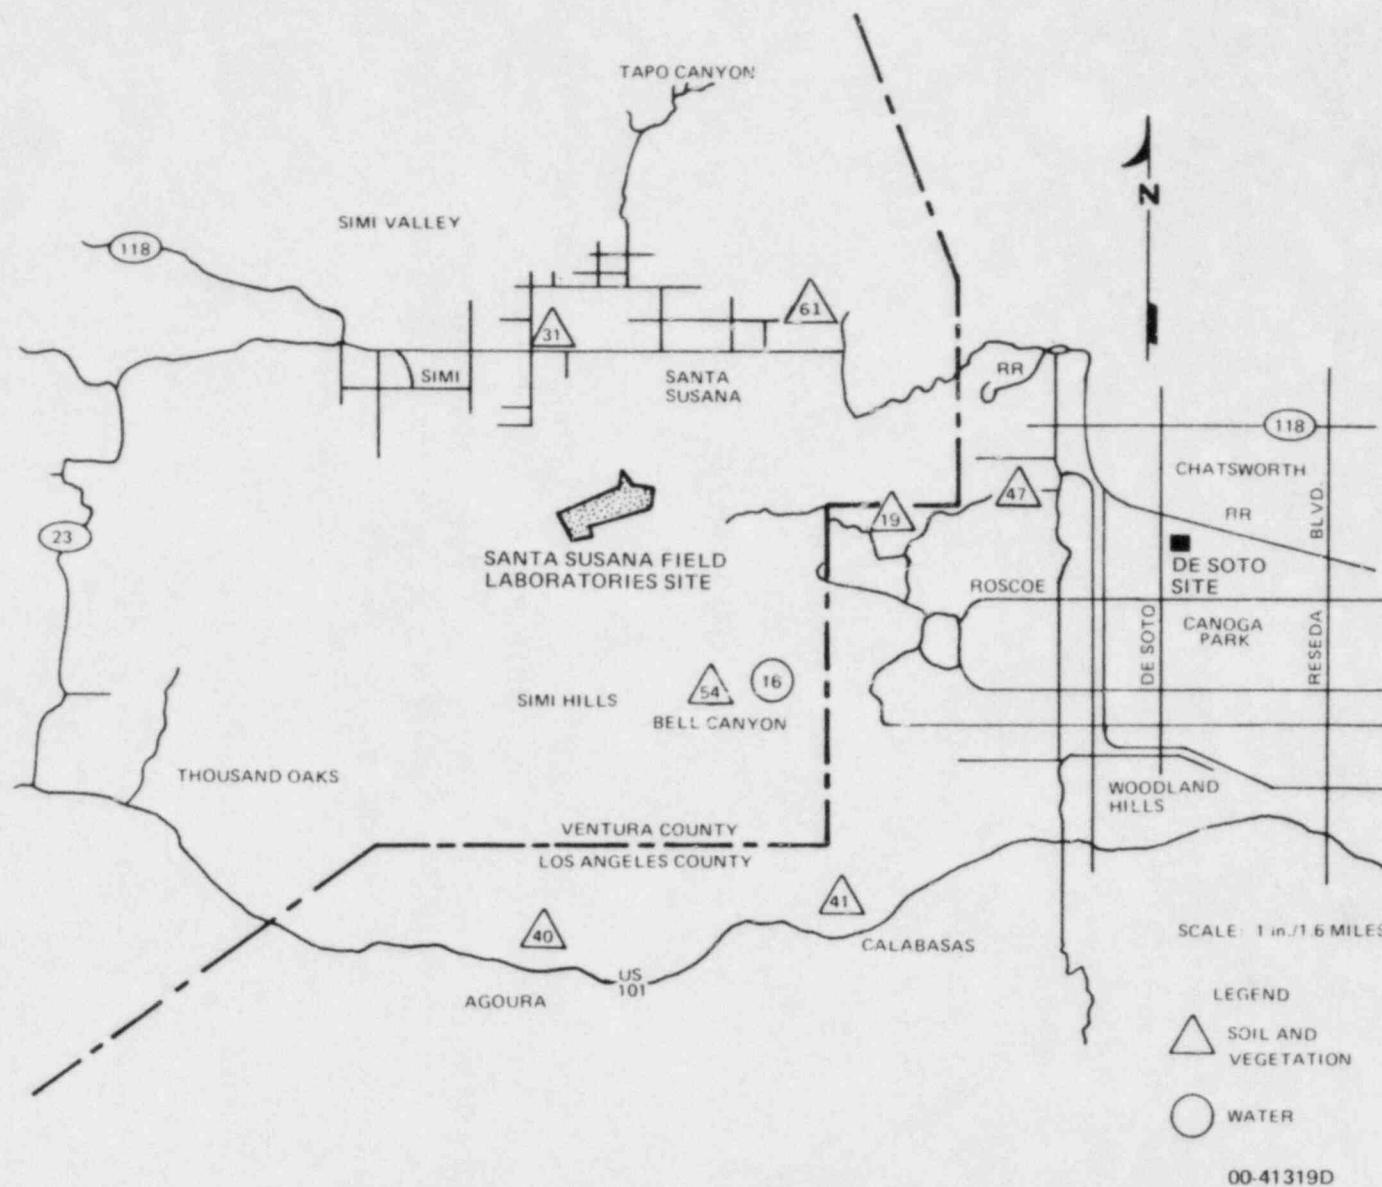 TAPO CANYON
N
SIMI VALLEY
118
61
31
SIMI
SANTA
SUSANA
RR
118
CHATSWORTH
47
19
RR
BLVD.
23
SANTA SUSANA FIELD
LABORATORIES SITE
DE SOTO
SITE
ROSCOE
CANOGA
PARK
DE SOTO
RESEDA
54
16
SIMI HILLS
BELL CANYON
THOUSAND OAKS
WOODLAND
HILLS
VENTURA COUNTY
LOS ANGELES COUNTY
41
40
CALABASAS
SCALE: 1 in./1.6 MILES
US
101
AGOURA
LEGEND
SOIL AND
VEGETATION
WATER
00-41319D